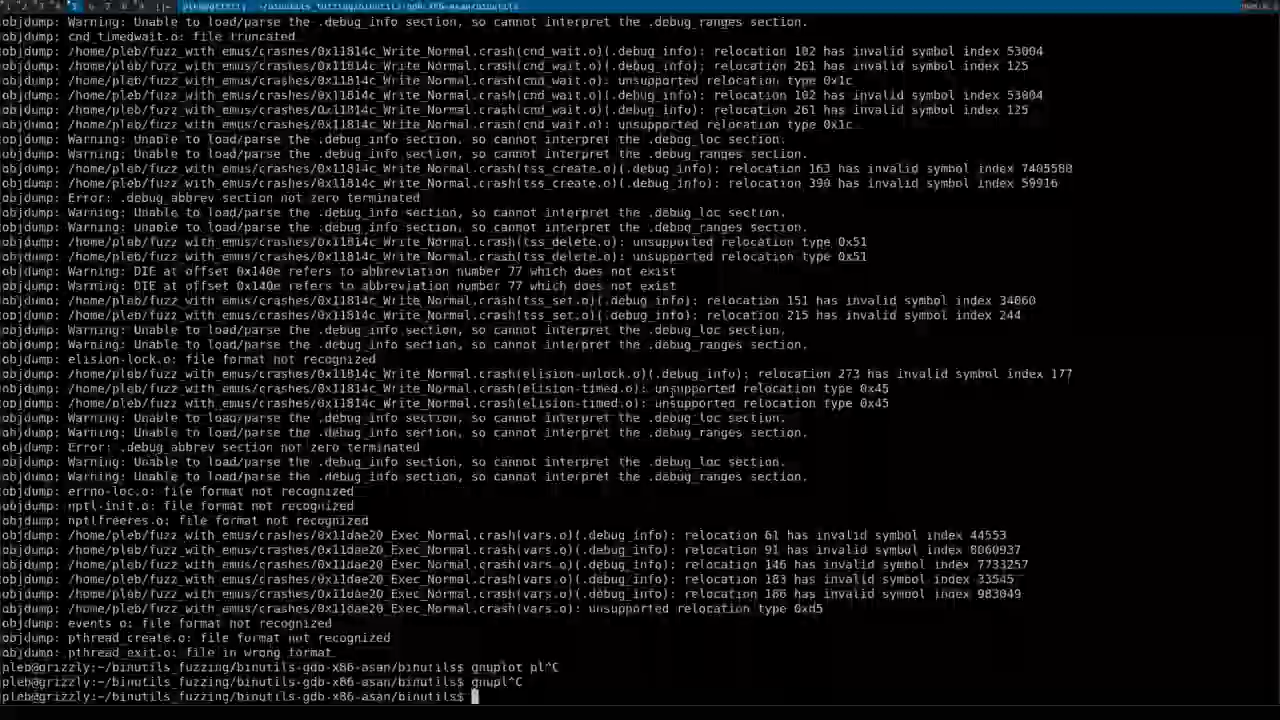 objdump: Warning: Unable to load/parse the .debug_info section, so cannot interpret the .debug_ranges section.
objdump: cnd_timedwait.o: file truncated
objdump: /home/pleb/fuzz_with_emus/crashes/0x11814c_Write_Normal.crash(cnd_wait.o)(.debug_info): relocation 102 has invalid symbol index 53004
objdump: /home/pleb/fuzz_with_emus/crashes/0x11814c_Write_Normal.crash(cnd_wait.o)(.debug_info): relocation 261 has invalid symbol index 125
objdump: /home/pleb/fuzz_with_emus/crashes/0x11814c_Write_Normal.crash(cnd_wait.o): unsupported relocation type 0x1c
objdump: /home/pleb/fuzz_with_emus/crashes/0x11814c_Write_Normal.crash(cnd_wait.o)(.debug_info): relocation 102 has invalid symbol index 53004
objdump: /home/pleb/fuzz_with_emus/crashes/0x11814c_Write_Normal.crash(cnd_wait.o)(.debug_info): relocation 261 has invalid symbol index 125
objdump: /home/pleb/fuzz_with_emus/crashes/0x11814c_Write_Normal.crash(cnd_wait.o): unsupported relocation type 0x1c
objdump: Warning: Unable to load/parse the .debug_info section, so cannot interpret the .debug_loc section.
objdump: Warning: Unable to load/parse the .debug_info section, so cannot interpret the .debug_ranges section.
objdump: /home/pleb/fuzz_with_emus/crashes/0x11814c_Write_Normal.crash(tss_create.o)(.debug_info): relocation 163 has invalid symbol index 7405588
objdump: /home/pleb/fuzz_with_emus/crashes/0x11814c_Write_Normal.crash(tss_create.o)(.debug_info): relocation 390 has invalid symbol index 59916
objdump: Error: .debug_abbrev section not zero terminated
objdump: Warning: Unable to load/parse the .debug_info section, so cannot interpret the .debug_loc section.
objdump: Warning: Unable to load/parse the .debug_info section, so cannot interpret the .debug_ranges section.
objdump: /home/pleb/fuzz_with_emus/crashes/0x11814c_Write_Normal.crash(tss_delete.o): unsupported relocation type 0x51
objdump: /home/pleb/fuzz_with_emus/crashes/0x11814c_Write_Normal.crash(tss_delete.o): unsupported relocation type 0x51
objdump: Warning: DIE at offset 0x140e refers to abbreviation number 77 which does not exist
objdump: Warning: DIE at offset 0x140e refers to abbreviation number 77 which does not exist
objdump: /home/pleb/fuzz_with_emus/crashes/0x11814c_Write_Normal.crash(tss_set.o)(.debug_info): relocation 151 has invalid symbol index 34060
objdump: /home/pleb/fuzz_with_emus/crashes/0x11814c_Write_Normal.crash(tss_set.o)(.debug_info): relocation 215 has invalid symbol index 244
objdump: Warning: Unable to load/parse the .debug_info section, so cannot interpret the .debug_loc section.
objdump: Warning: Unable to load/parse the .debug_info section, so cannot interpret the .debug_ranges section.
objdump: elision-lock.o: file format not recognized
objdump: /home/pleb/fuzz_with_emus/crashes/0x11814c_Write_Normal.crash(elision-unlock.o)(.debug_info): relocation 273 has invalid symbol index 177
objdump: /home/pleb/fuzz_with_emus/crashes/0x11814c_Write_Normal.crash(elision-timed.o): unsupported relocation type 0x45
objdump: /home/pleb/fuzz_with_emus/crashes/0x11814c_Write_Normal.crash(elision-timed.o): unsupported relocation type 0x45
objdump: Warning: Unable to load/parse the .debug_info section, so cannot interpret the .debug_loc section.
objdump: Warning: Unable to load/parse the .debug_info section, so cannot interpret the .debug_ranges section.
objdump: Error: .debug_abbrev section not zero terminated
objdump: Warning: Unable to load/parse the .debug_info section, so cannot interpret the .debug_loc section.
objdump: Warning: Unable to load/parse the .debug_info section, so cannot interpret the .debug_ranges section.
objdump: errno-loc.o: file format not recognized
objdump: nptl-init.o: file format not recognized
objdump: nptlfreeres.o: file format not recognized
objdump: /home/pleb/fuzz_with_emus/crashes/0x11dae20_Exec_Normal.crash(vars.o)(.debug_info): relocation 61 has invalid symbol index 44553
objdump: /home/pleb/fuzz_with_emus/crashes/0x11dae20_Exec_Normal.crash(vars.o)(.debug_info): relocation 91 has invalid symbol index 8060937
objdump: /home/pleb/fuzz_with_emus/crashes/0x11dae20_Exec_Normal.crash(vars.o)(.debug_info): relocation 146 has invalid symbol index 7733257
objdump: /home/pleb/fuzz_with_emus/crashes/0x11dae20_Exec_Normal.crash(vars.o)(.debug_info): relocation 183 has invalid symbol index 33545
objdump: /home/pleb/fuzz_with_emus/crashes/0x11dae20_Exec_Normal.crash(vars.o)(.debug_info): relocation 186 has invalid symbol index 983049
objdump: /home/pleb/fuzz_with_emus/crashes/0x11dae20_Exec_Normal.crash(vars.o): unsupported relocation type 0xd5
objdump: events.o: file format not recognized
objdump: pthread_create.o: file format not recognized
objdump: pthread_exit.o: file in wrong format
pleb@grizzly:~/binutils_fuzzing/binutils-gdb-x86-asan/binutils$ gnuplot pl^C
pleb@grizzly:~/binutils_fuzzing/binutils-gdb-x86-asan/binutils$ gnupl^C
pleb@grizzly:~/binutils_fuzzing/binutils-gdb-x86-asan/binutils$